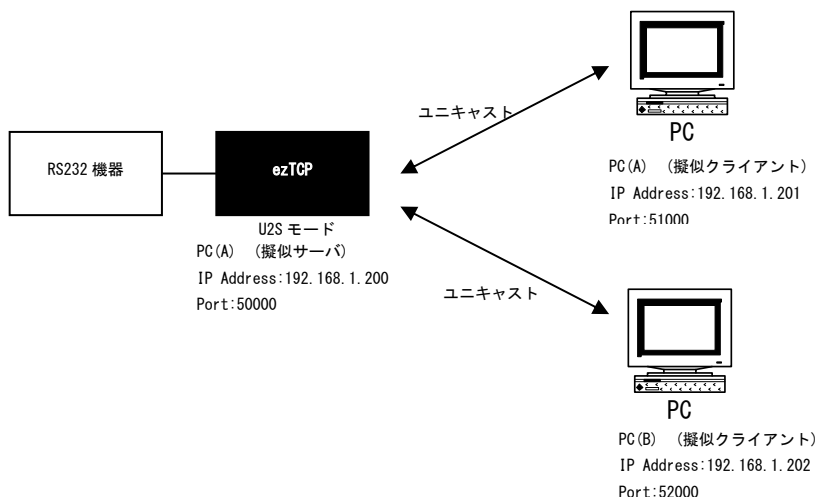 RS232 機器
ezTCP
U2S モード
PC(A) （擬似サーバ）
IP Address:192.168.1.200
Port:50000
ユニキャスト
PC
PC(A) （擬似クライアント）
IP Address:192.168.1.201
Port:51000
ユニキャスト
PC
PC(B) （擬似クライアント）
IP Address:192.168.1.202
Port:52000